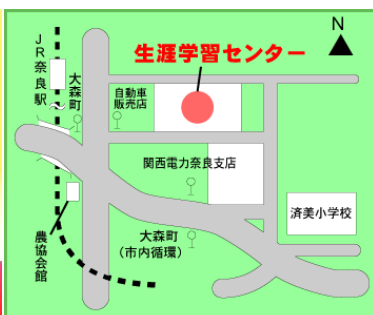 N
生涯学習センター
JR奈良駅
大森町
自動車
販売店
関西電力奈良支店
済美小学校
農協会館
大森町
(市内循環)